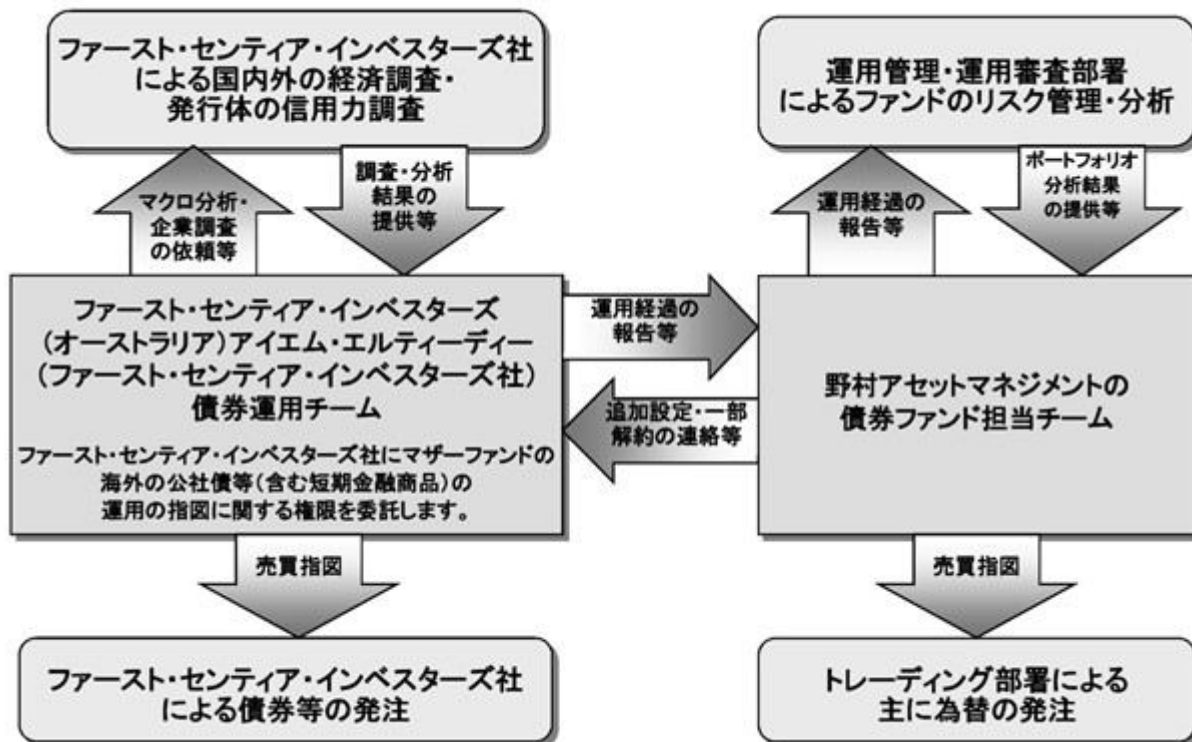 ファースト・センティア・インベスターズ社
による国内外の経済調査・
発行体の信用力調査
運用管理・運用審査部署
によるファンドのリスク管理・分析
マクロ分析・
企業調査
の依頼等
調査・分析
結果の
提供等
運用経過の
報告等
ポートフォリオ
分析結果
の提供等
ファースト・センティア・インベスターズ
(オーストラリア)アイエム・エルティーディー
(ファースト・センティア・インベスターズ社)
債券運用チーム
ファースト・センティア・インベスターズ社にマザーファンドの
海外の公社債等(含む短期金融商品)の
運用の指図に関する権限を委託します。
運用経過の
報告等
追加設定・一部
解約の連絡等
野村アセットマネジメントの
債券ファンド担当チーム
売買指図
売買指図
ファースト・センティア・インベスターズ社
による債券等の発注
トレーディング部署による
主に為替の発注